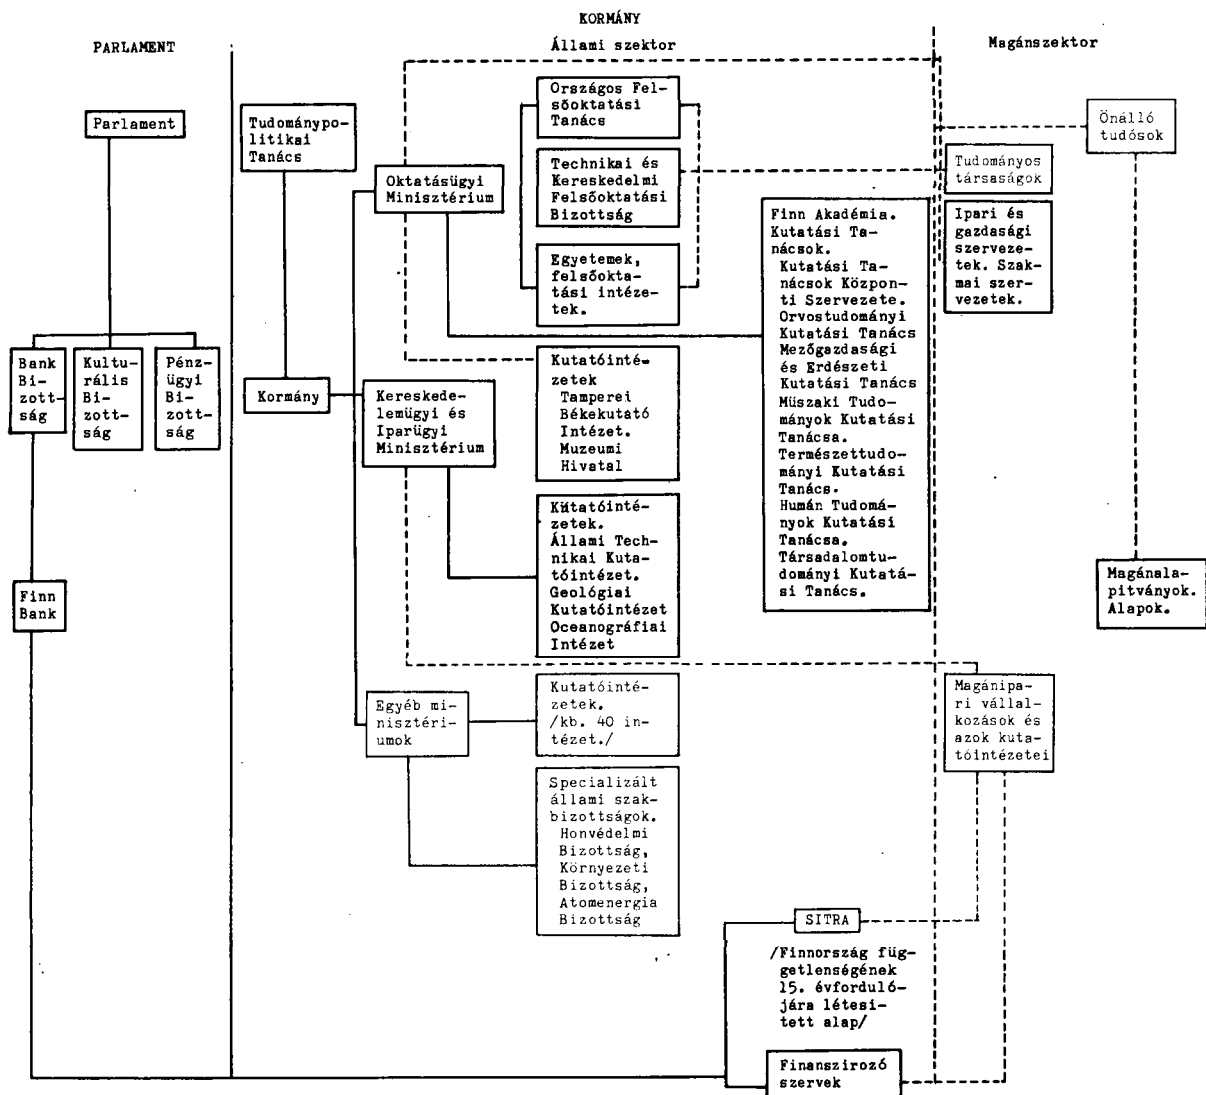 KORMÁNY
PARLAMENT
Állami szektor
Magánszektor
Parlament
Bank
Bi-
zott-
ság
Kultu-
rális
Bi-
zott-
ság
Pénz-
ügyi
Bi-
zott-
ság
Finn
Bank
Tudománypo-
litikai
Tanács
Kormány
Oktatásügyi
Minisztérium
Kereskede-
lemügyi és
Iparügyi
Minisztérium
Egyéb mi-
nisztéri-
umok
Országos Fel-
sőoktatási
Tanács
Technikai és
Kereskedelmi
Felsőoktatási
Bizottság
Egyetemek,
felsőokta-
tási intéze-
tek.
Kutatóinté-
zetek
Tamperei
Békekutató
Intézet.
Muzeumi
Hivatal
Kutatóinté-
zetek.
Állami Tech-
nikai Kuta-
tóintézet.
Geológiai
Kutatóintézet
Oceanográfiai
Intézet
Kutatóinté-
zetek.
/kb. 40 in-
tézet./
Specializált
állami szak-
bizottságok.
Honvédelmi
Bizottság,
Környezeti
Bizottság,
Atomenergia
Bizottság
Finn Akadémia.
Kutatási Ta-
nácsok.
Kutatási Ta-
nácsok Közpon-
ti Szervezete.
Orvostudományi
Kutatási Tanács
Mezőgazdasági
és Erdészeti
Kutatási Tanács
Müszaki Tudo-
mányok Kutatási
Tanácsa.
Természettudo-
mányi Kutatási
Tanács.
Humán Tudomá-
nyok Kutatási
Tanácsa.
Társadalomtu-
dományi Kutatá-
si Tanács.
SITRA
/Finnország füg-
getlenségének
15. évforduló-
jára létesi-
tett alap/
Finanszirozó
szervek
Önálló
tudósok
Tudományos
társaságok
Ipari és
gazdasági
szerveze-
tek. Szak-
mai szer-
vezetek.
Magánala-
pitványok.
Alapok.
Magánipa-
ri vállal-
kozások és
azok kuta-
tóintézetei